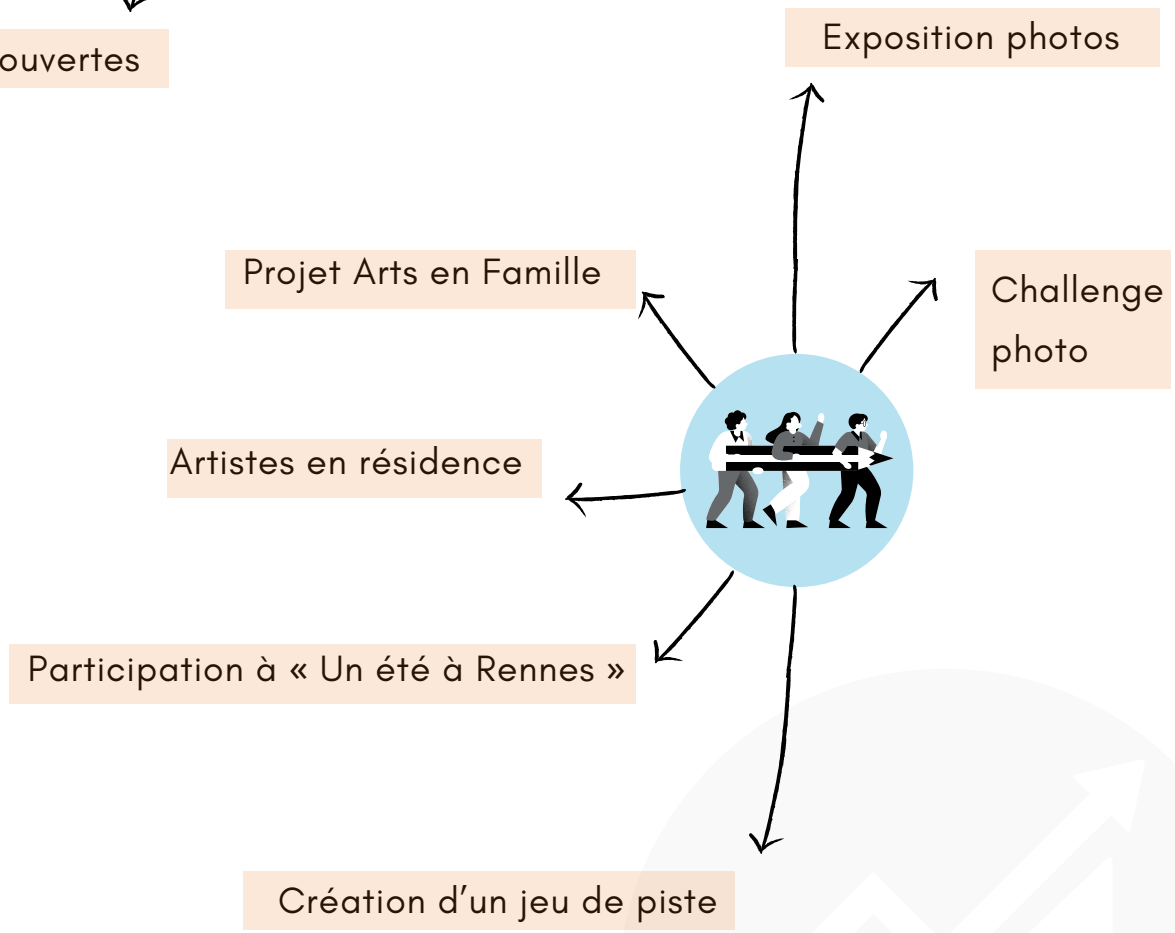 Exposition photos
ouvertes
Projet Arts en Famille
Challenge
photo
Artistes en résidence
Participation à « Un été à Rennes »
Création d’un jeu de piste